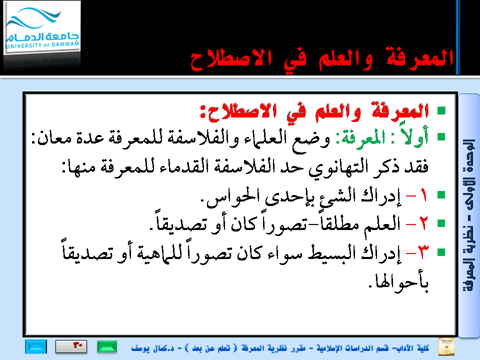 جامعة الدمام
UNIVERSITY OF DAMMAM
المعرفة والعلم في الاصطلاح
المعرفة والعلم في الاصطلاح:
أولاً : المعرفة: وضع العلماء والفلاسفة للمعرفة عدة معان:
فقد ذكر التهانوي حد الفلاسفة القدماء للمعرفة منها:
١- إدراك الشئ بإحدى الحواس.
٢- العلم مطلقاً-تصوراً كان أو تصديقاً.
٣- إدراك البسيط سواء كان تصوراً للماهية أو تصديقاً
بأحوالها.
الوحدة الأولى - نظرية المعرفة
كلية الآداب- قسم الدراسات الإسلامية - مقرر نظرية المعرفة ( تعلم عن بعد ) - د.كمال يوسف
٣٠